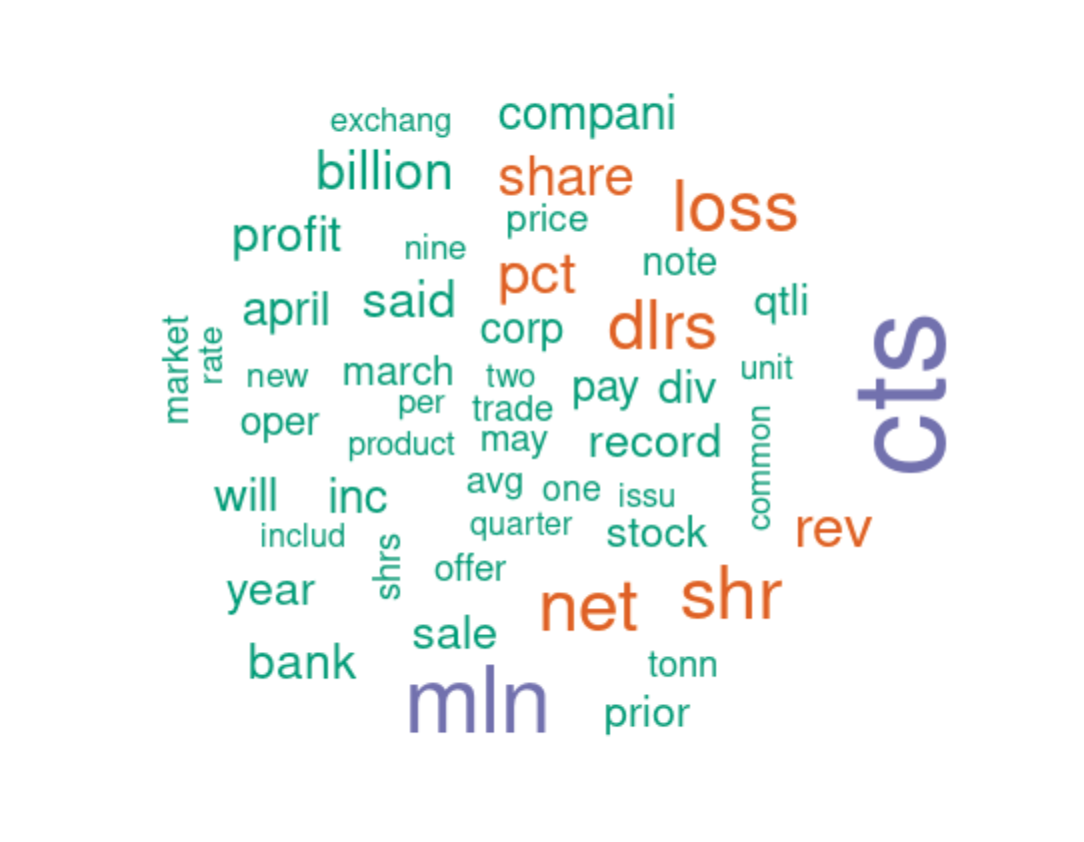 exchang compani
billion share loss
profit nine price note
pct
april said corp dlrs qtli
market rate new march two pay div unit cts
per trade
oper product may record common
will inc avg one issu
includ quarter stock rev
year shrs offer net shr
sale
bank tonn
mln prior